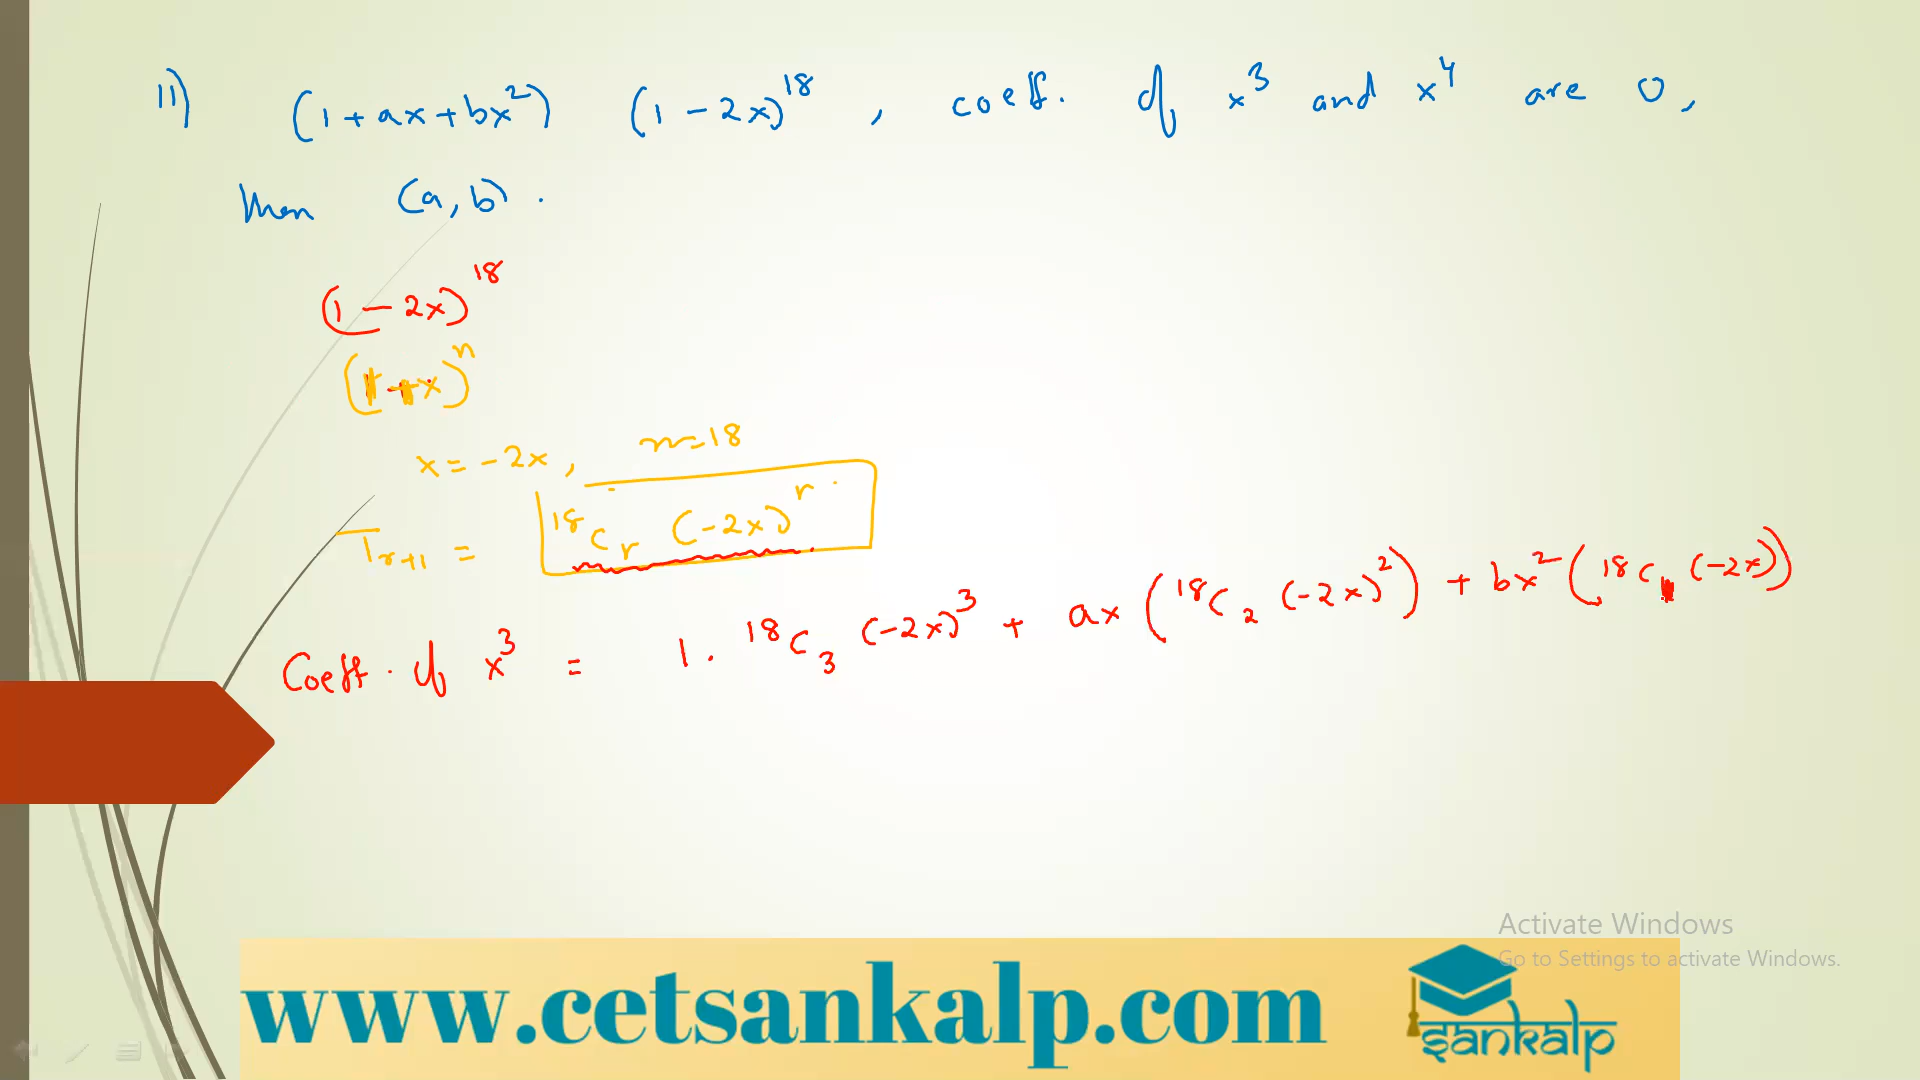 11) (1 + ax + bx²) (1 - 2x)¹⁸ , coeff. of x³ and x⁴ are 0,
then (a, b) .
(1 - 2x)¹⁸
(1 + x)ⁿ
x = -2x , n = 18
Tᵣ₊₁ = ¹⁸Cᵣ (-2x)ʳ
Coeff. of x³ = 1 . ¹⁸C₃ (-2x)³ + ax (¹⁸C₂ (-2x)²) + bx² (¹⁸C₁ (-2x))
Activate Windows
Go to Settings to activate Windows.
www.cetsankalp.com
sankalp